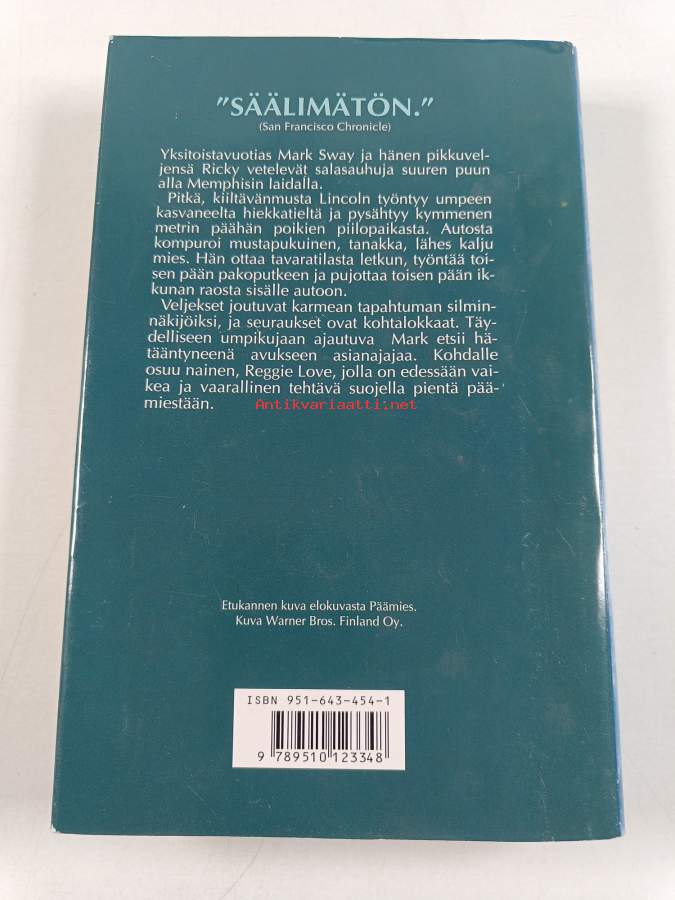 "SÄÄLIMÄTÖN."
(San Francisco Chronicle)
Yksitoistavuotias Mark Sway ja hänen pikkuvel-
jensä Ricky vetelevät salasauhuja suuren puun
alla Memphisin laidalla.
Pitkä, kiiltävänmusta Lincoln työntyy umpeen
kasvaneelta hiekkatieltä ja pysähtyy kymmenen
metrin päähän poikien piilopaikasta. Autosta
kompuroi mustapukuinen, tanakka, lähes kalju
mies. Hän ottaa tavaratilasta letkun, työntää toi-
sen pään pakoputkeen ja pujottaa toisen pään ik-
kunan raosta sisälle autoon.
Veljekset joutuvat karmean tapahtuman silmin-
näkijöiksi, ja seuraukset ovat kohtalokkaat. Täy-
delliseen umpikujaan ajautuva Mark etsii hä-
tääntyneenä avukseen asianajajaa. Kohdalle
osuu nainen, Reggie Love, jolla on edessään vai-
kea ja vaarallinen tehtävä suojella pientä pää-
miestään.
Antikvariaatti.net
Etukannen kuva elokuvasta Päämies.
Kuva Warner Bros. Finland Oy.
ISBN 951-643-454-1
9 789510 123348